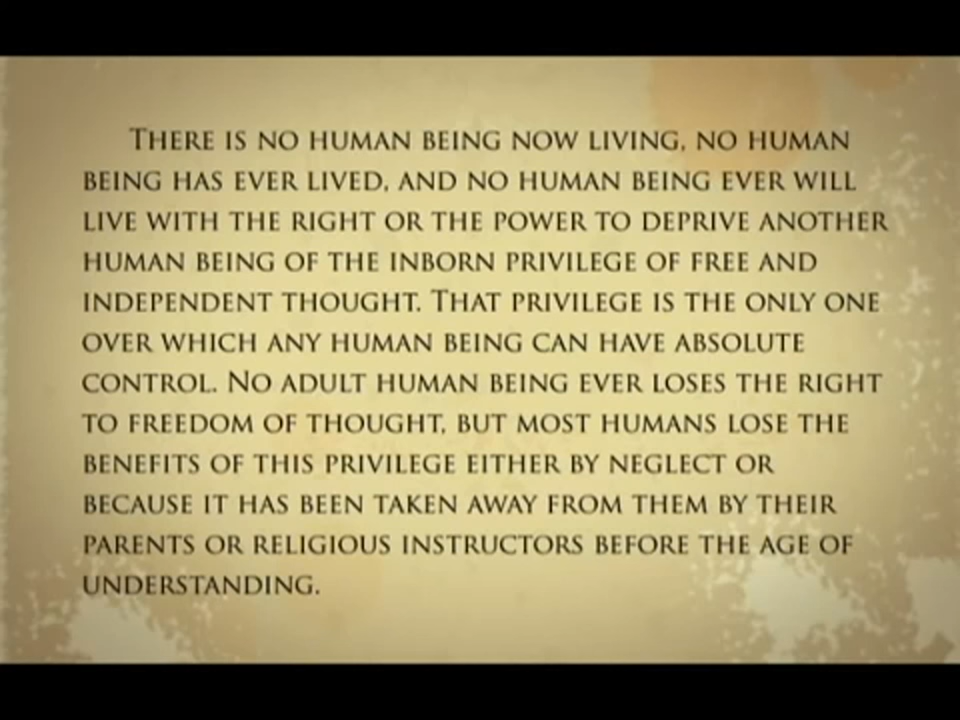 There is no human being now living, no human
being has ever lived, and no human being ever will
live with the right or the power to deprive another
human being of the inborn privilege of free and
independent thought. That privilege is the only one
over which any human being can have absolute
control. No adult human being ever loses the right
to freedom of thought, but most humans lose the
benefits of this privilege either by neglect or
because it has been taken away from them by their
parents or religious instructors before the age of
understanding.